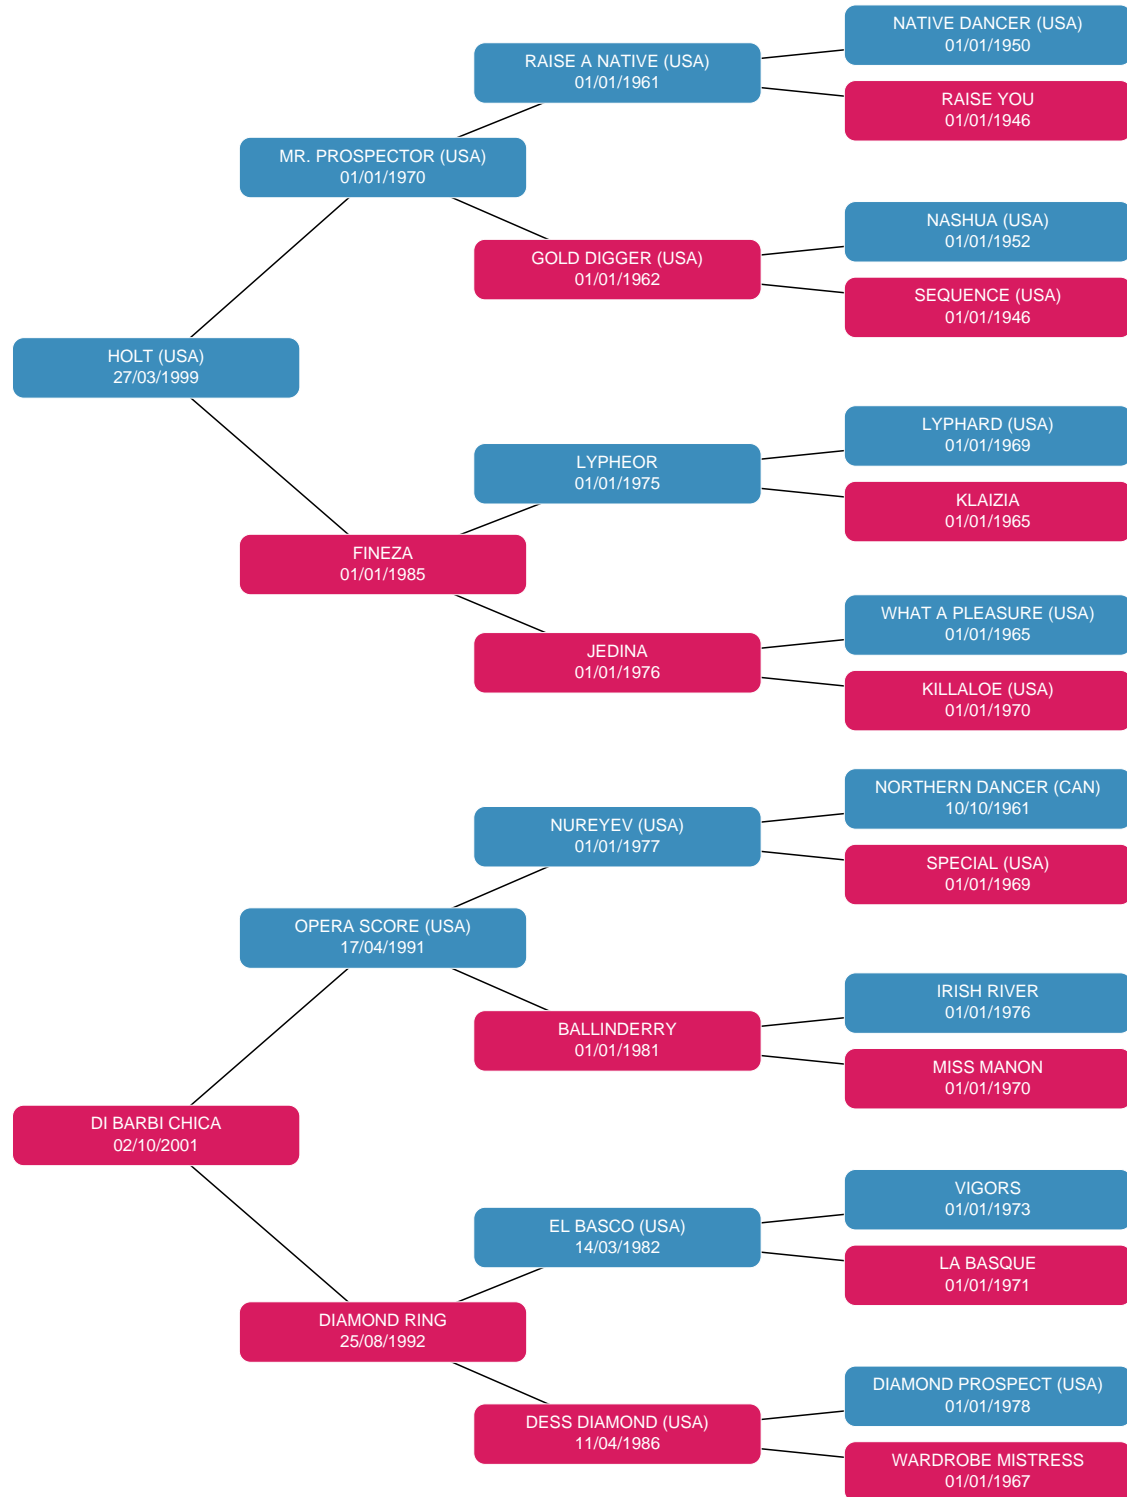 NATIVE DANCER (USA)
01/01/1950
RAISE A NATIVE (USA)
01/01/1961
RAISE YOU
01/01/1946
MR. PROSPECTOR (USA)
01/01/1970
NASHUA (USA)
01/01/1952
GOLD DIGGER (USA)
01/01/1962
SEQUENCE (USA)
01/01/1946
HOLT (USA)
27/03/1999
LYPHARD (USA)
01/01/1969
LYPHEOR
01/01/1975
KLAIZIA
01/01/1965
FINEZA
01/01/1985
WHAT A PLEASURE (USA)
01/01/1965
JEDINA
01/01/1976
KILLALOE (USA)
01/01/1970
NORTHERN DANCER (CAN)
10/10/1961
NUREYEV (USA)
01/01/1977
SPECIAL (USA)
01/01/1969
OPERA SCORE (USA)
17/04/1991
IRISH RIVER
01/01/1976
BALLINDERRY
01/01/1981
MISS MANON
01/01/1970
DI BARBI CHICA
02/10/2001
VIGORS
01/01/1973
EL BASCO (USA)
14/03/1982
LA BASQUE
01/01/1971
DIAMOND RING
25/08/1992
DIAMOND PROSPECT (USA)
01/01/1978
DESS DIAMOND (USA)
11/04/1986
WARDROBE MISTRESS
01/01/1967